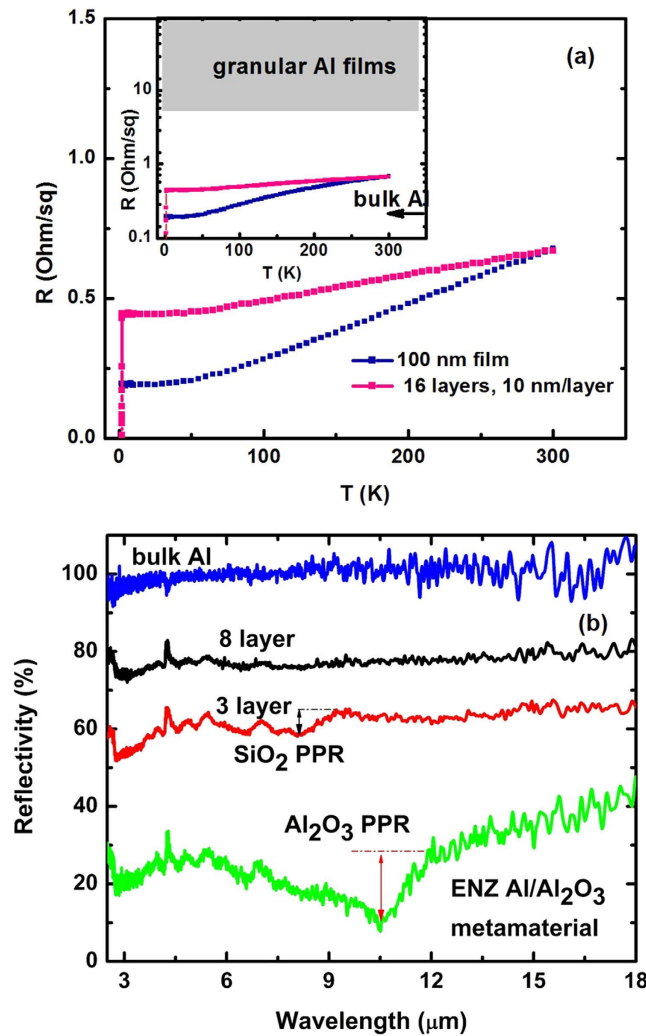 1.5
1.0
0.5
0.0
R (Ohm/sq)
(a)
granular Al films
10
1
0.1
R (Ohm/sq)
bulk Al
0 100 200 300
T (K)
100 nm film
16 layers, 10 nm/layer
0 100 200 300
T (K)
bulk Al
100
80
60
40
20
0
Reflectivity (%)
(b)
8 layer
3 layer
SiO2 PPR
Al2O3 PPR
ENZ Al/Al2O3
metamaterial
3 6 9 12 15 18
Wavelength (μm)